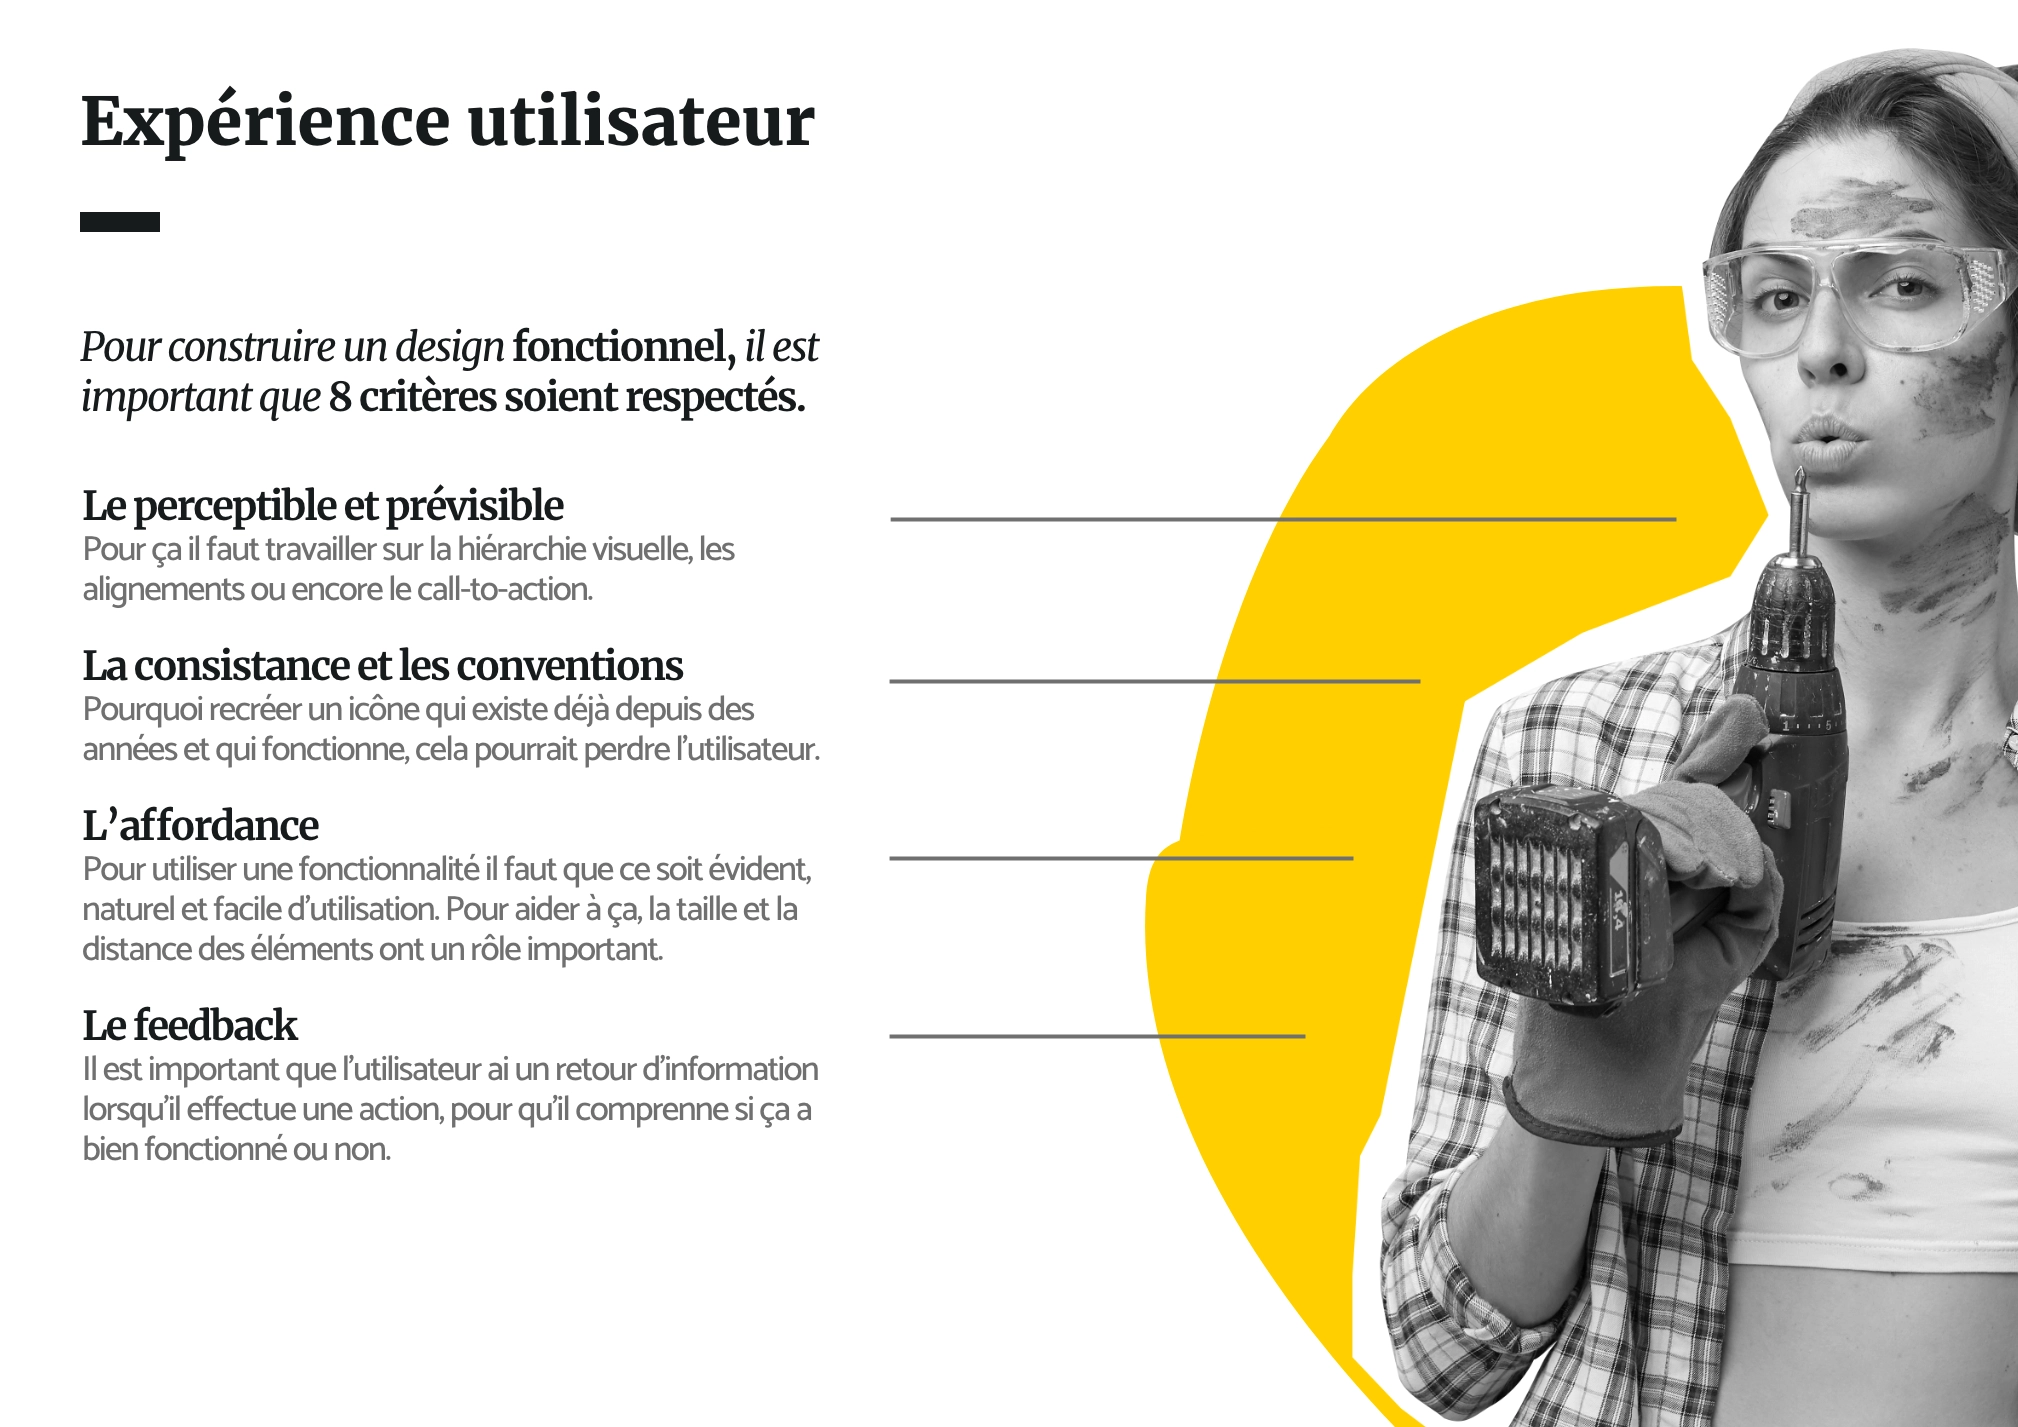 Expérience utilisateur
Pour construire un design fonctionnel, il est
important que 8 critères soient respectés.
Le perceptible et prévisible
Pour ça il faut travailler sur la hiérarchie visuelle, les
alignements ou encore le call-to-action.
La consistance et les conventions
Pourquoi recréer un icône qui existe déjà depuis des
années et qui fonctionne, cela pourrait perdre l’utilisateur.
L’affordance
Pour utiliser une fonctionnalité il faut que ce soit évident,
naturel et facile d’utilisation. Pour aider à ça, la taille et la
distance des éléments ont un rôle important.
Le feedback
Il est important que l’utilisateur ai un retour d’information
lorsqu’il effectue une action, pour qu’il comprenne si ça a
bien fonctionné ou non.